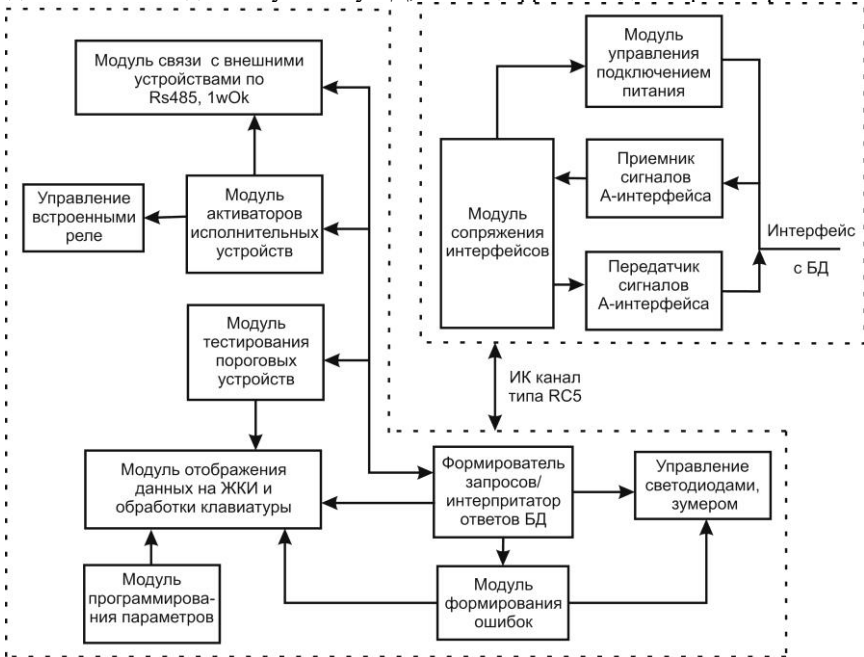 Модуль связи с внешними
устройствами по
Rs485, 1wOk
Управление
встроенными
реле
Модуль
активаторов
исполнительных
устройств
Модуль
тестирования
пороговых
устройств
Модуль отображения
данных на ЖКИ и
обработки клавиатуры
Модуль
программирова-
ния параметров
Модуль
управления
подключением
питания
Модуль
сопряжения
интерфейсов
Приемник
сигналов
А-интерфейса
Передатчик
сигналов
А-интерфейса
Интерфейс
с БД
ИК канал
типа RC5
Формирователь
запросов/
интерпритатор
ответов БД
Управление
светодиодами,
зумером
Модуль
формирования
ошибок